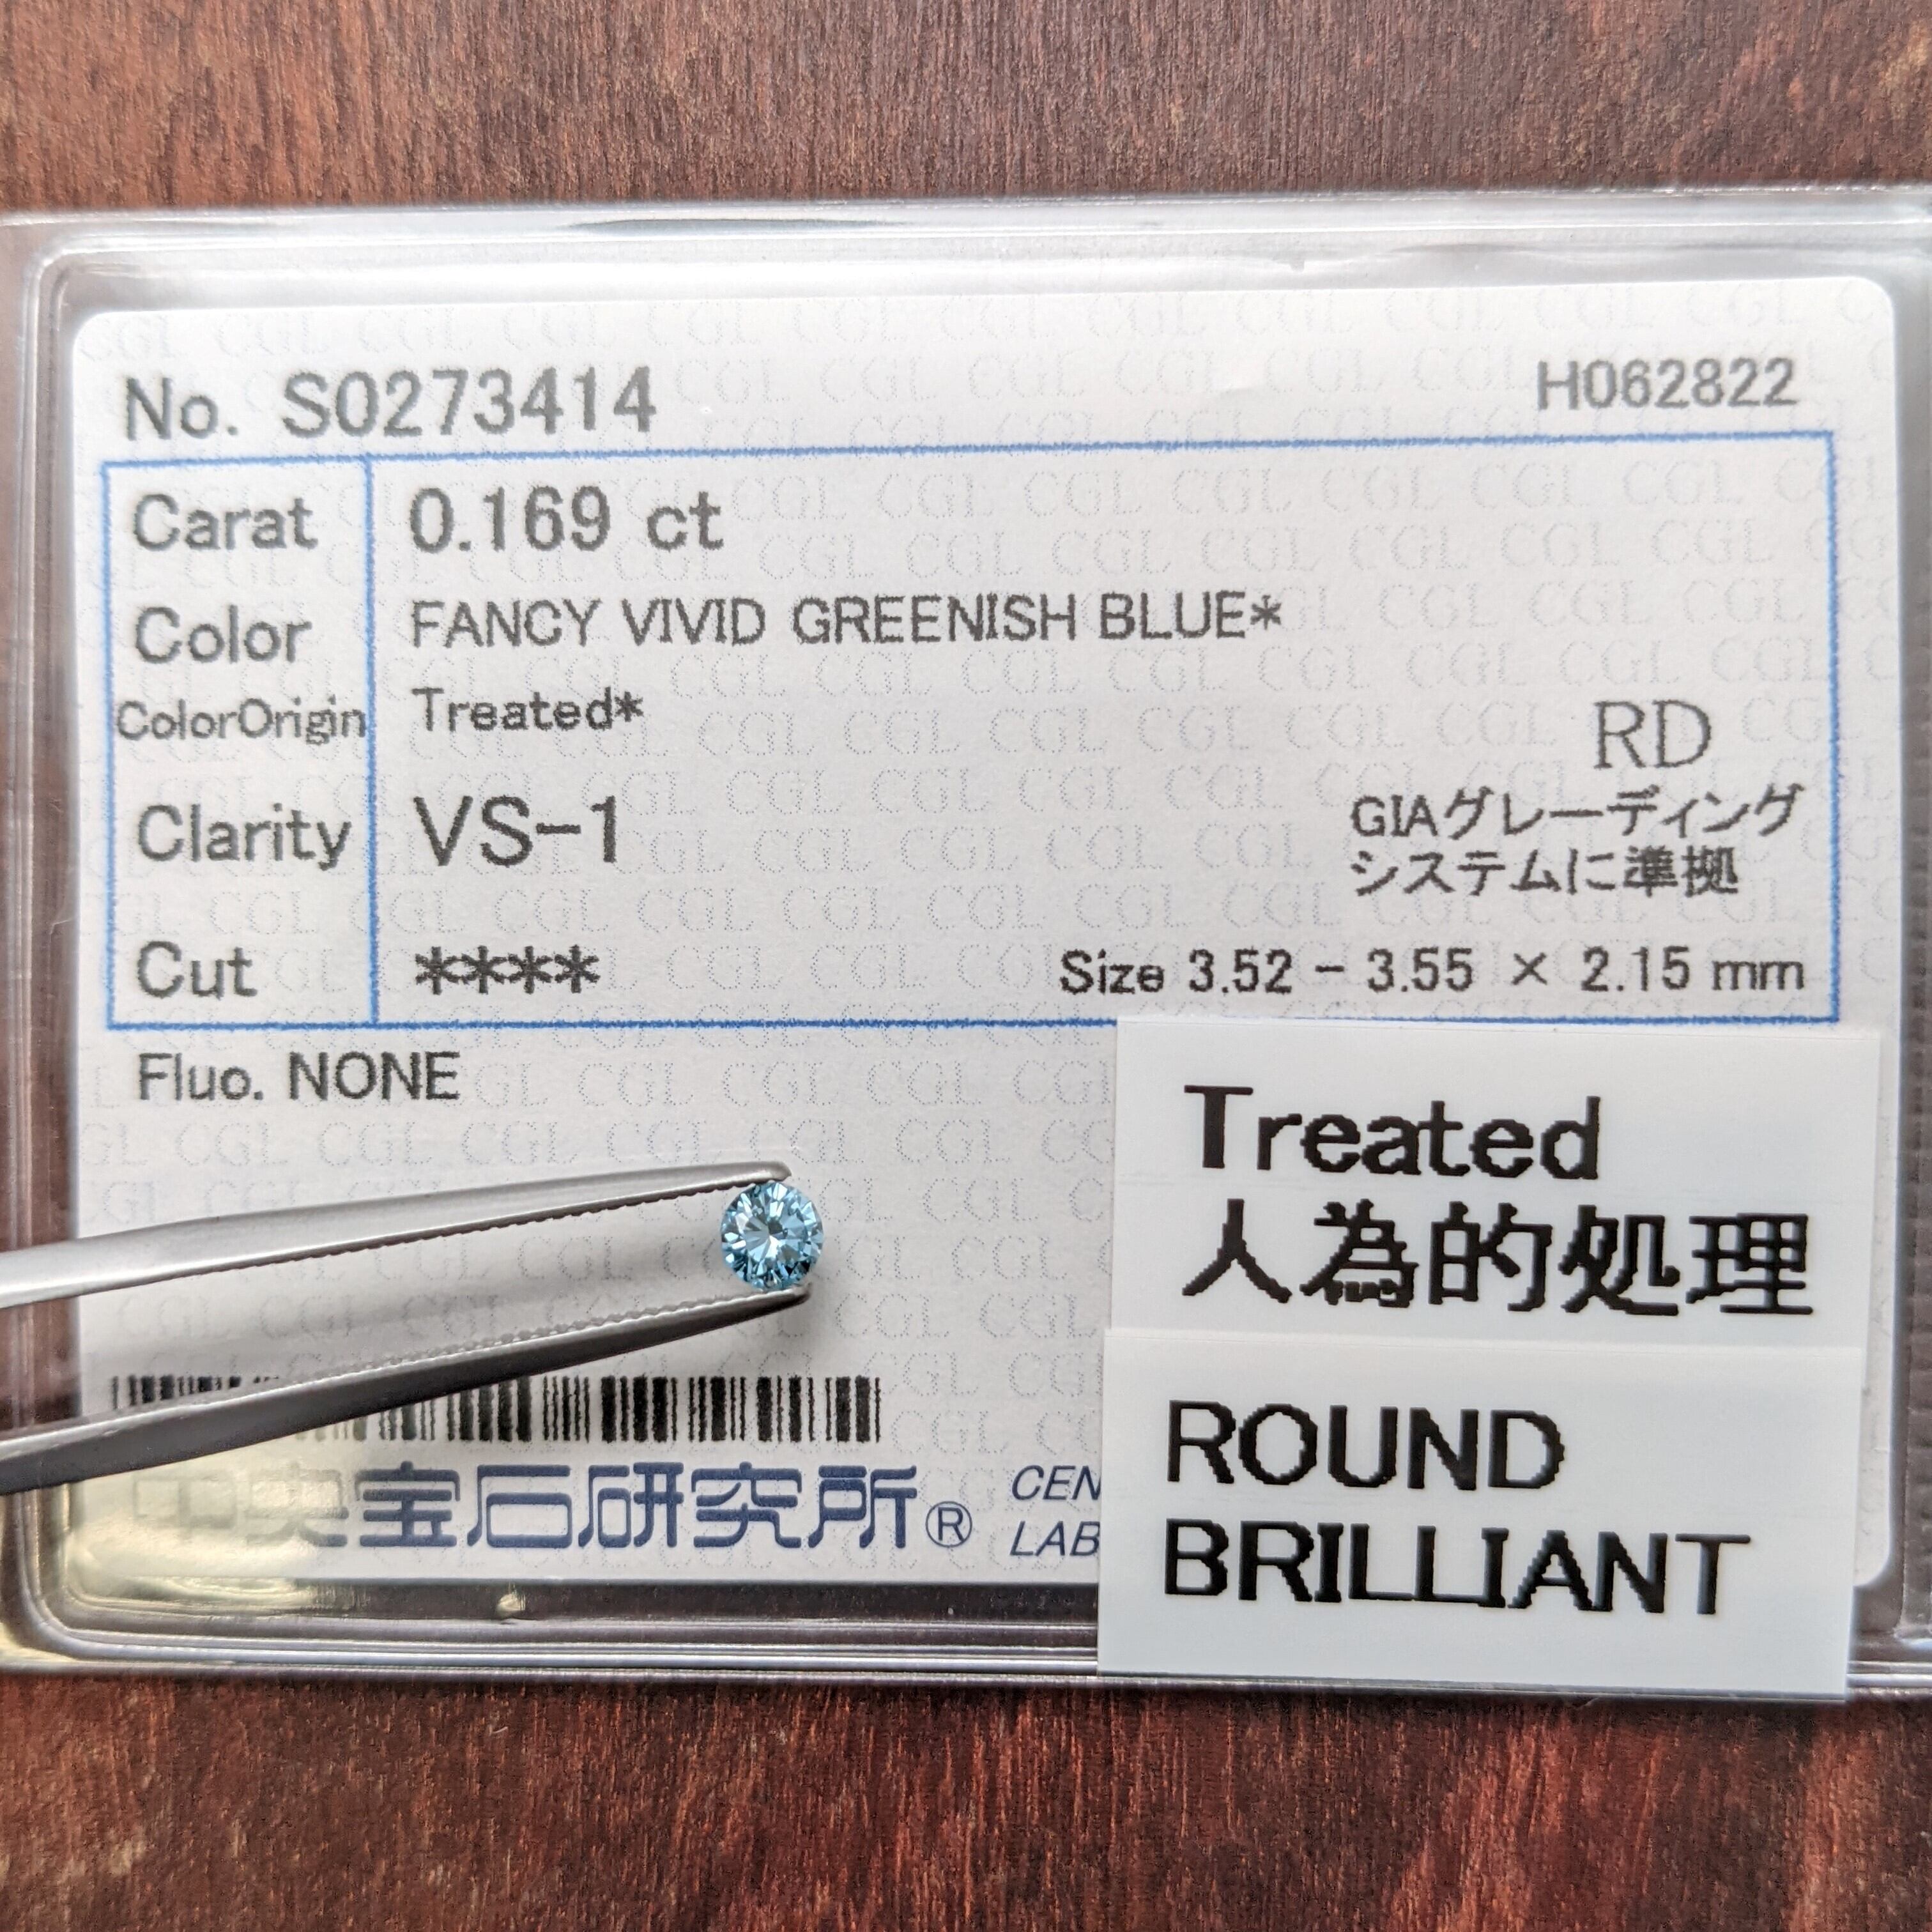 No. S0273414
H062822
Carat 0.169 ct
Color FANCY VIVID GREENISH BLUE*
ColorOrigin Treated*
RD
Clarity VS-1
GIAグレーディング
システムに準拠
Cut ****
Size 3.52 - 3.55 × 2.15 mm
Fluo. NONE
Treated
人為的処理
ROUND
BRILLIANT
中央宝石研究所®
CEN
LAB